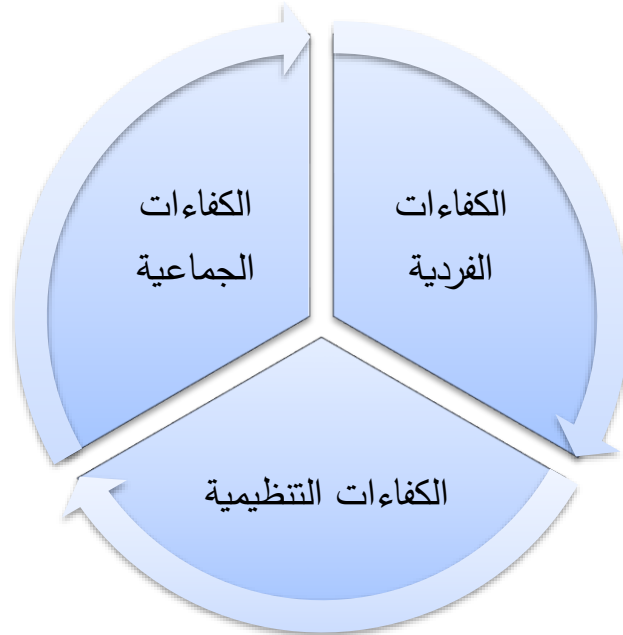 الكفاءات
الفردية
الكفاءات
الجماعية
الكفاءات التنظيمية